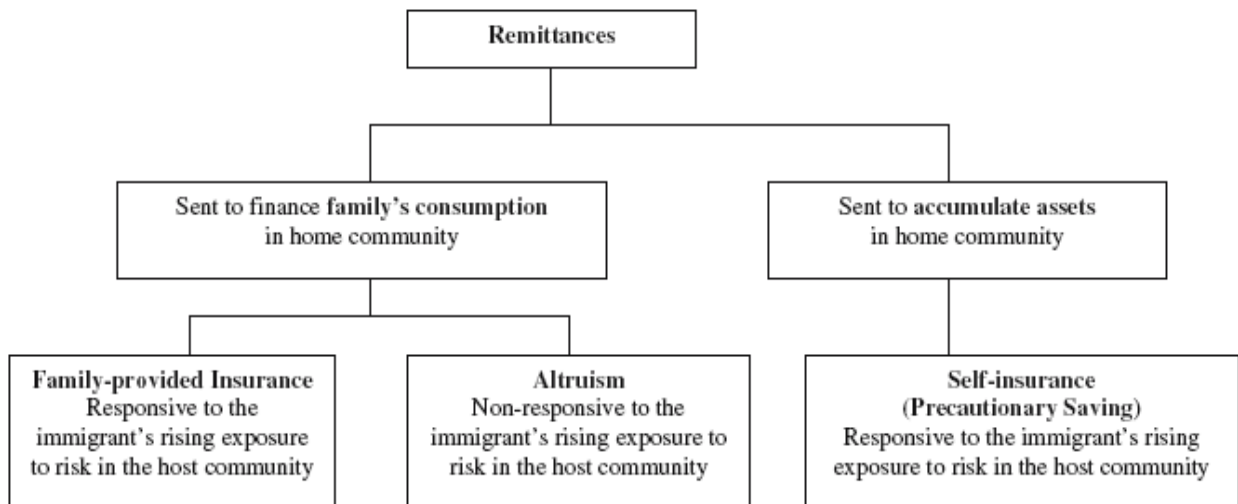 Remittances
Sent to finance family's consumption
in home community
Sent to accumulate assets
in home community
Family-provided Insurance
Responsive to the
immigrant's rising exposure
to risk in the host community
Altruism
Non-responsive to the
immigrant's rising exposure to
risk in the host community
Self-insurance
(Precautionary Saving)
Responsive to the immigrant's rising
exposure to risk in the host community